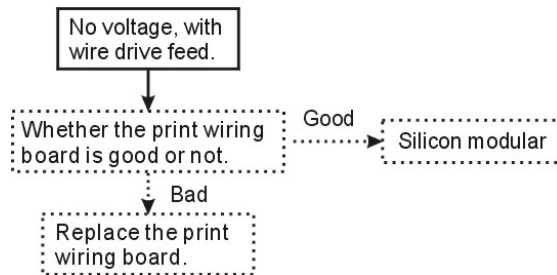 No voltage, with
wire drive feed.
Whether the print wiring
board is good or not.
Good
Silicon modular
Bad
Replace the print
wiring board.